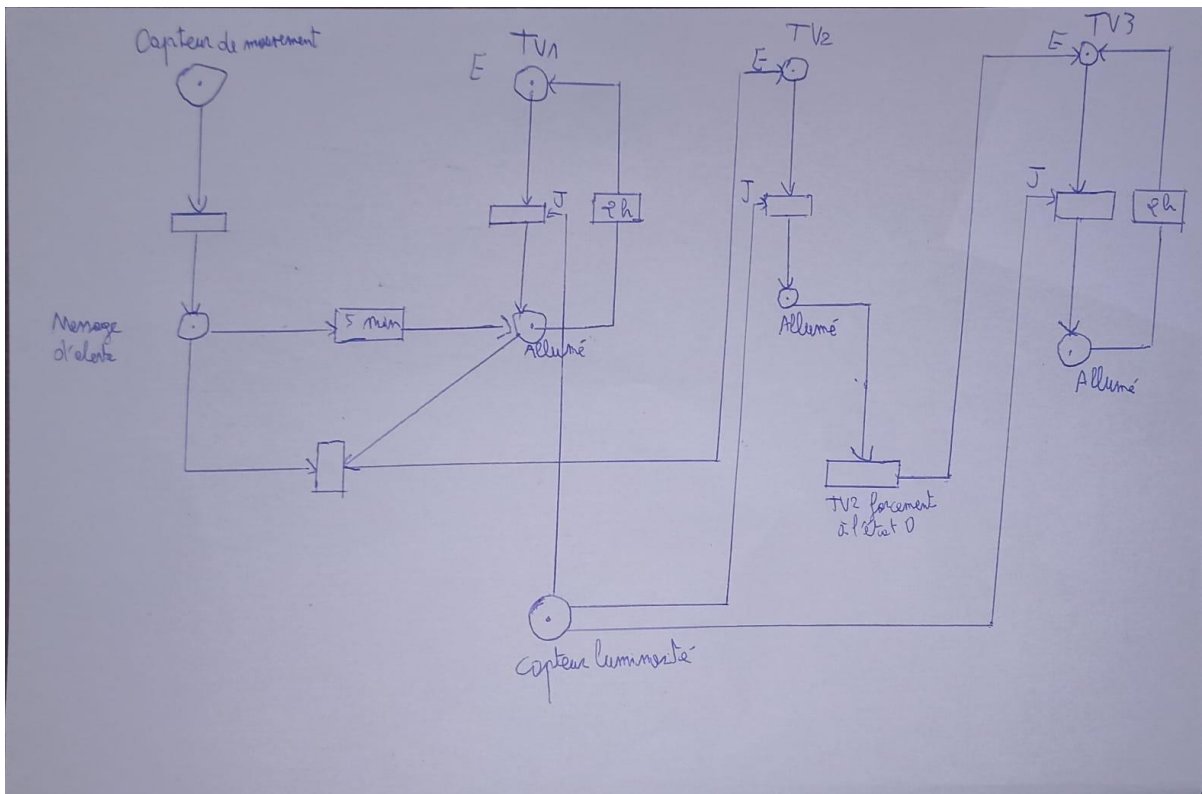 Capteur de mouvement
TV1
TV2
TV3
E
E
E
J
2h
J
J
2h
Message
d'alerte
5 min
Allumé
Allumé
Allumé
TV2 forcement
à l'état 0
Capteur luminosité